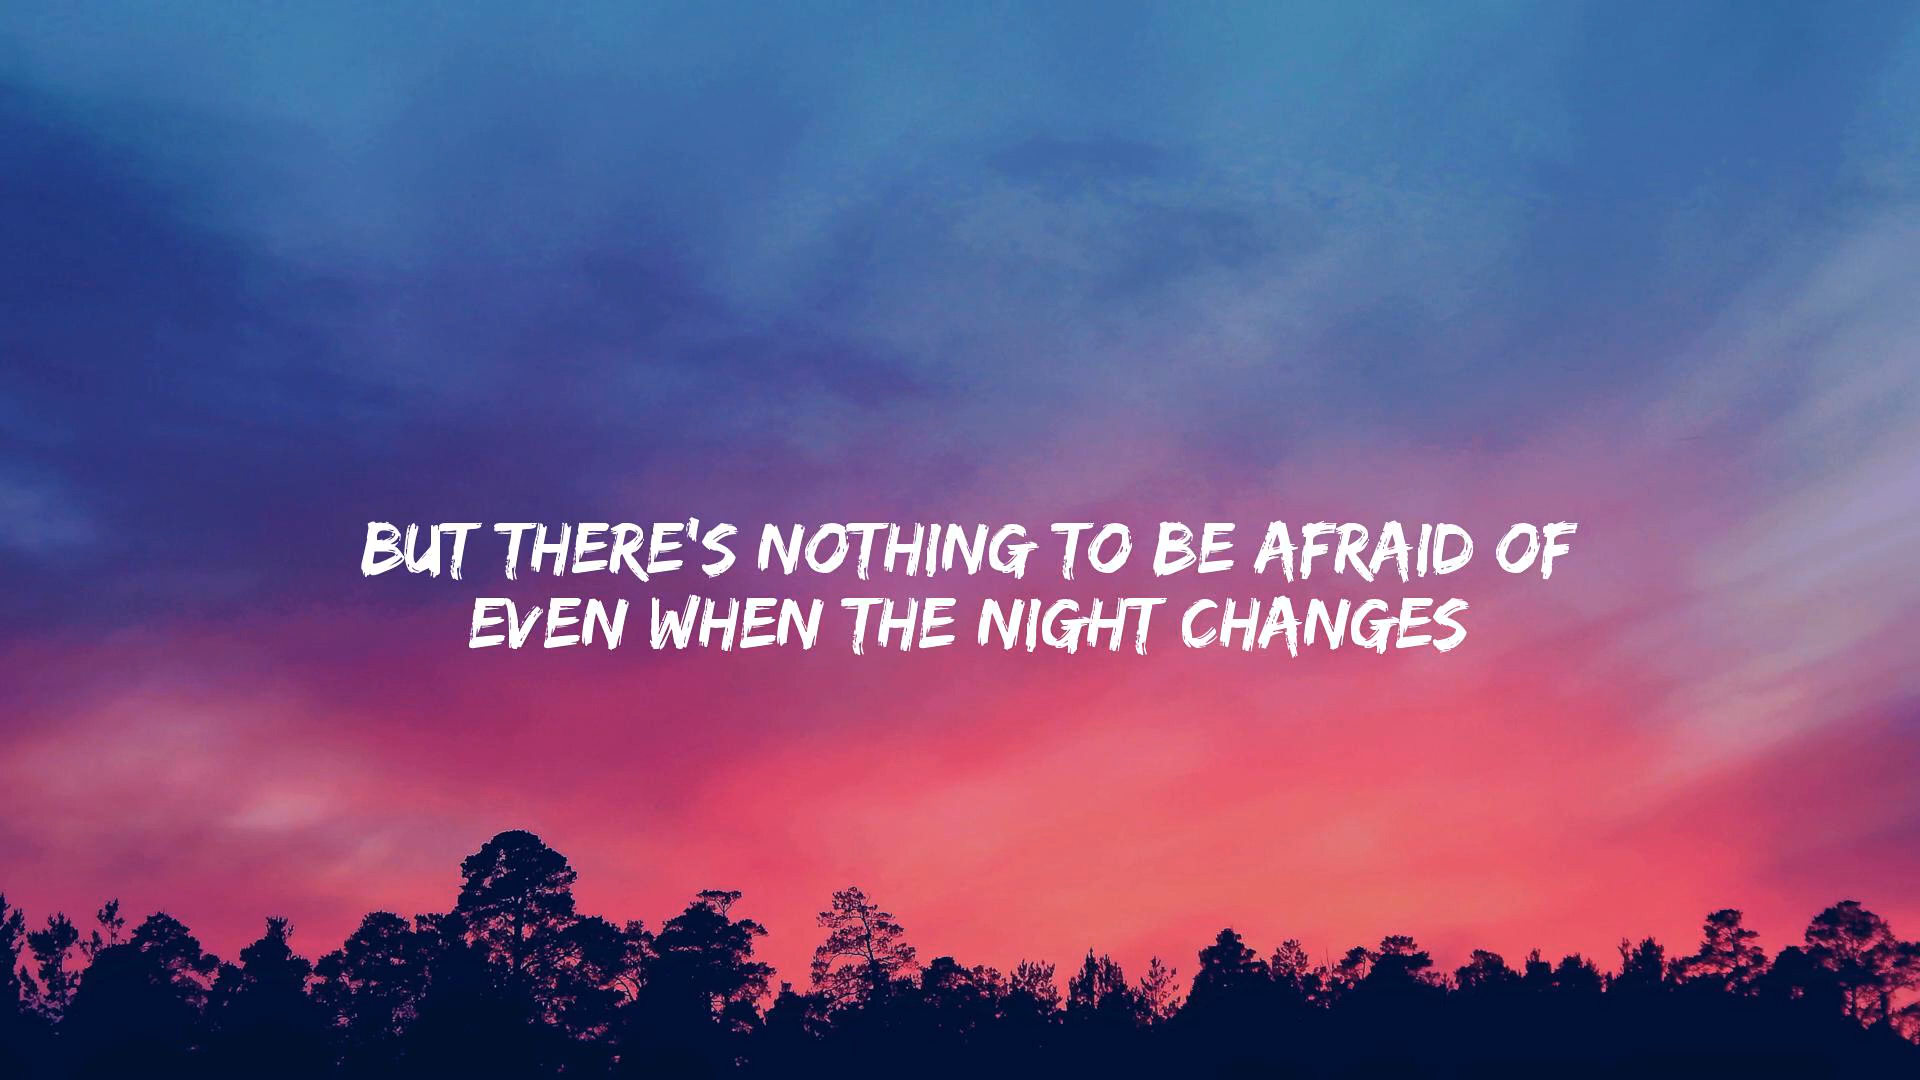 BUT THERE'S NOTHING TO BE AFRAID OF
EVEN WHEN THE NIGHT CHANGES